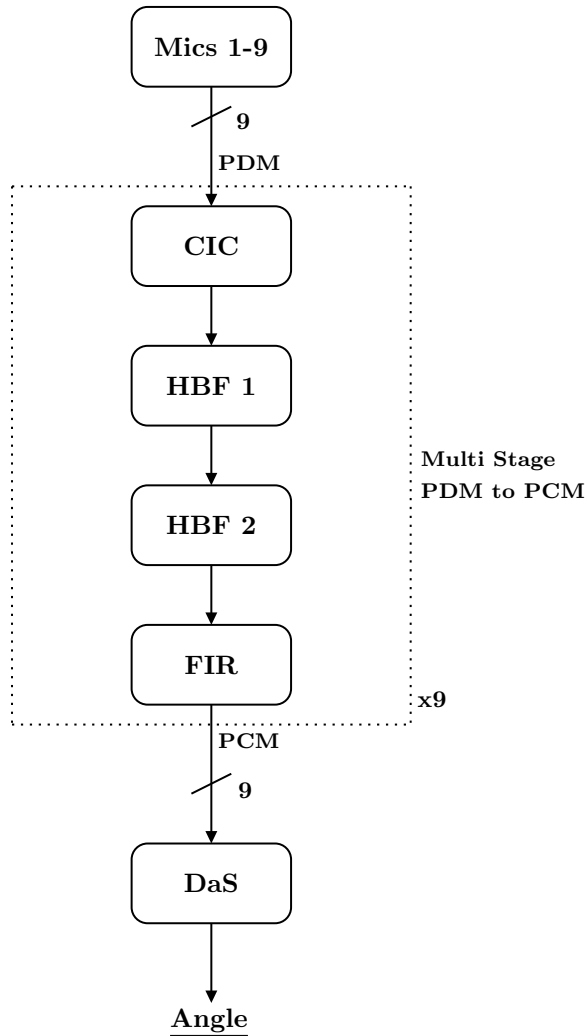 Mics 1-9
9
PDM
CIC
HBF 1
HBF 2
Multi Stage
PDM to PCM
FIR
x9
PCM
9
DaS
Angle